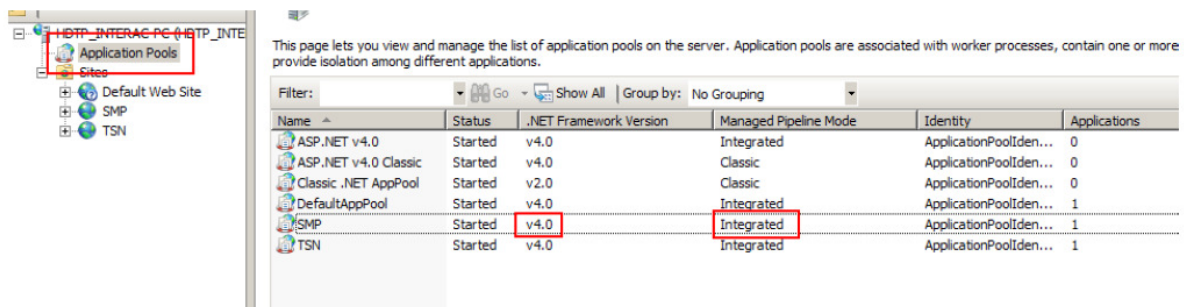 HDTP_INTERAC-PC (HDTP_INTE
Application Pools
Sites
Default Web Site
SMP
TSN
This page lets you view and manage the list of application pools on the server. Application pools are associated with worker processes, contain one or more
provide isolation among different applications.
Filter: Go Show All Group by: No Grouping
Name Status .NET Framework Version Managed Pipeline Mode Identity Applications
ASP.NET v4.0 Started v4.0 Integrated ApplicationPoolIden... 0
ASP.NET v4.0 Classic Started v4.0 Classic ApplicationPoolIden... 0
Classic .NET AppPool Started v2.0 Classic ApplicationPoolIden... 0
DefaultAppPool Started v4.0 Integrated ApplicationPoolIden... 1
SMP Started v4.0 Integrated ApplicationPoolIden... 1
TSN Started v4.0 Integrated ApplicationPoolIden... 1